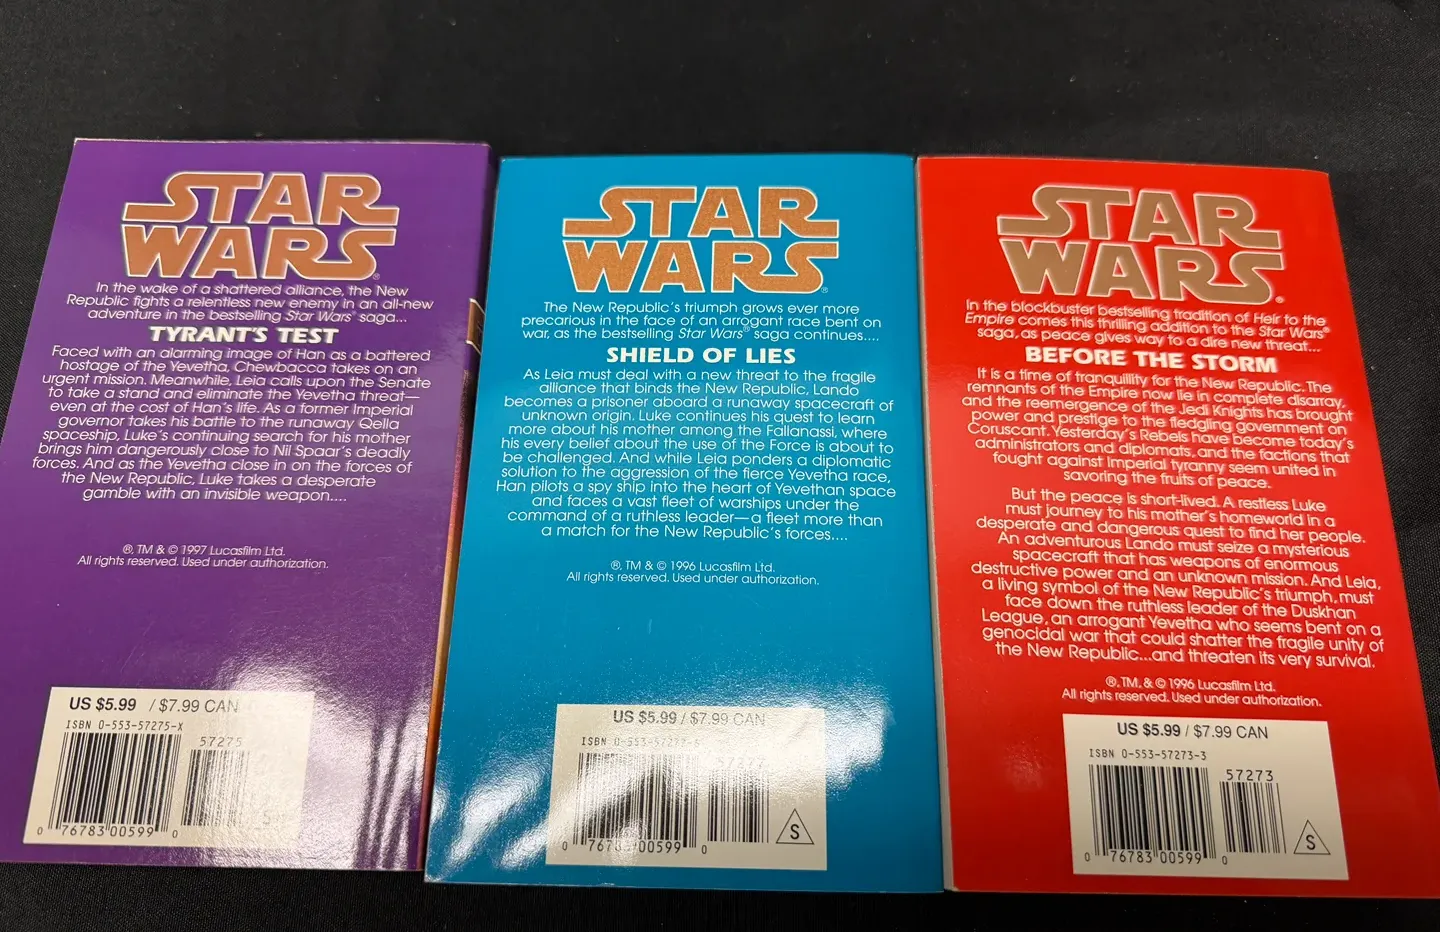 STAR
WARS®
In the wake of a shattered alliance, the New
Republic fights a relentless new enemy in an all-new
adventure in the bestselling Star Wars® saga...
TYRANT'S TEST
Faced with an alarming image of Han as a battered
hostage of the Yevetha, Chewbacca takes on an
urgent mission. Meanwhile, Leia calls upon the Senate
to take a stand and eliminate the Yevetha threat—
even at the cost of Han's life. As a former Imperial
governor takes his battle to the runaway Qella
spaceship, Luke's continuing search for his mother
brings him dangerously close to Nil Spaar's deadly
forces. And as the Yevetha close in on the forces of
the New Republic, Luke takes a desperate
gamble with an invisible weapon....
®, TM & © 1997 Lucasfilm Ltd.
All rights reserved. Used under authorization.
US $5.99 / $7.99 CAN
ISBN 0-553-57275-X
57275
0 76783 00599 0
STAR
WARS®
The New Republic's triumph grows ever more
precarious in the face of an arrogant race bent on
war, as the bestselling Star Wars® saga continues....
SHIELD OF LIES
As Leia must deal with a new threat to the fragile
alliance that binds the New Republic, Lando
becomes a prisoner aboard a runaway spacecraft of
unknown origin. Luke continues his quest to learn
more about his mother among the Fallanassi, where
his every belief about the use of the Force is about to
be challenged. And while Leia ponders a diplomatic
solution to the aggression of the fierce Yevetha race,
Han pilots a spy ship into the heart of Yevethan space
and faces a vast fleet of warships under the
command of a ruthless leader—a fleet more than
a match for the New Republic's forces....
®, TM & © 1996 Lucasfilm Ltd.
All rights reserved. Used under authorization.
US $5.99 / $7.99 CAN
ISBN
0 76783 00599 0
S
STAR
WARS®
In the blockbuster bestselling tradition of Heir to the
Empire comes this thrilling addition to the Star Wars®
saga, as peace gives way to a dire new threat...
BEFORE THE STORM
It is a time of tranquillity for the New Republic. The
remnants of the Empire now lie in complete disarray,
and the reemergence of the Jedi Knights has brought
power and prestige to the fledgling government on
Coruscant. Yesterday's Rebels have become today's
administrators and diplomats, and the factions that
fought against Imperial tyranny seem united in
savoring the fruits of peace.
But the peace is short-lived. A restless Luke
must journey to his mother's homeworld in a
desperate and dangerous quest to find her people.
An adventurous Lando must seize a mysterious
spacecraft that has weapons of enormous
destructive power and an unknown mission. And Leia,
a living symbol of the New Republic's triumph, must
face down the ruthless leader of the Duskhan
League, an arrogant Yevetha who seems bent on a
genocidal war that could shatter the fragile unity of
the New Republic...and threaten its very survival.
®, TM, & © 1996 Lucasfilm Ltd.
All rights reserved. Used under authorization.
US $5.99 / $7.99 CAN
ISBN 0-553-57273-3
57273
0 76783 00599 0
S